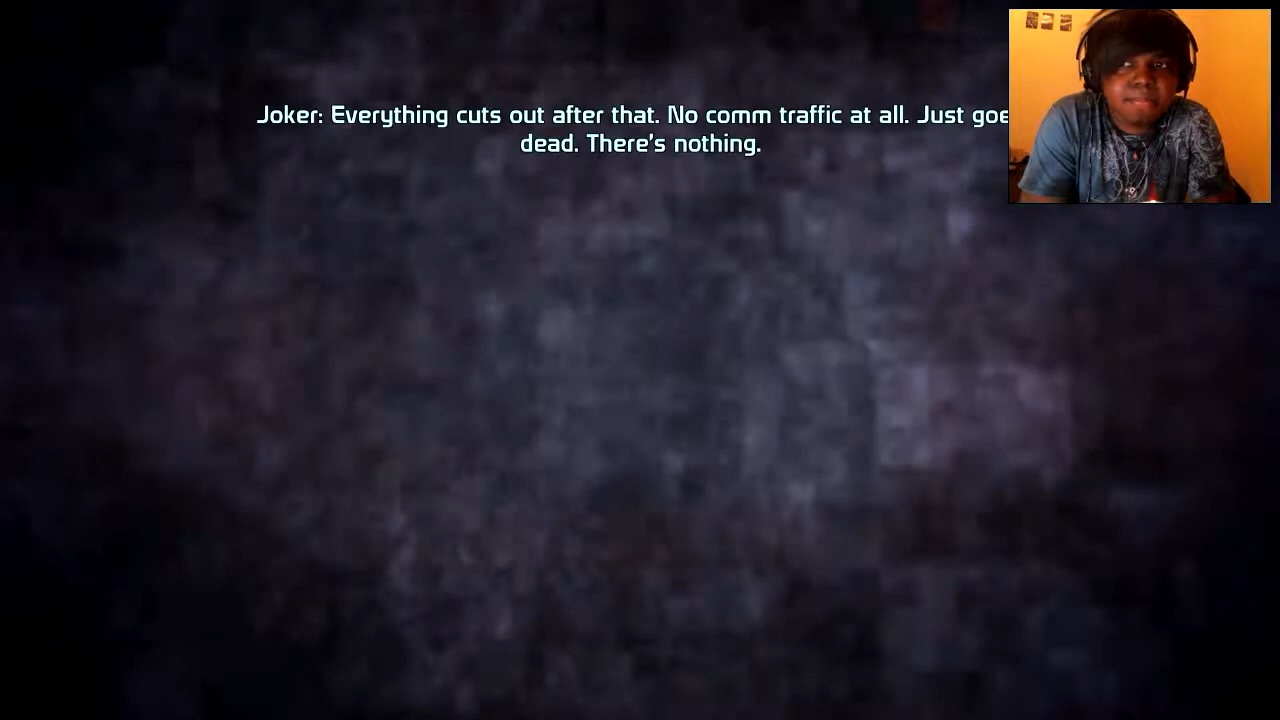 Joker: Everything cuts out after that. No comm traffic at all. Just goe
dead. There's nothing.